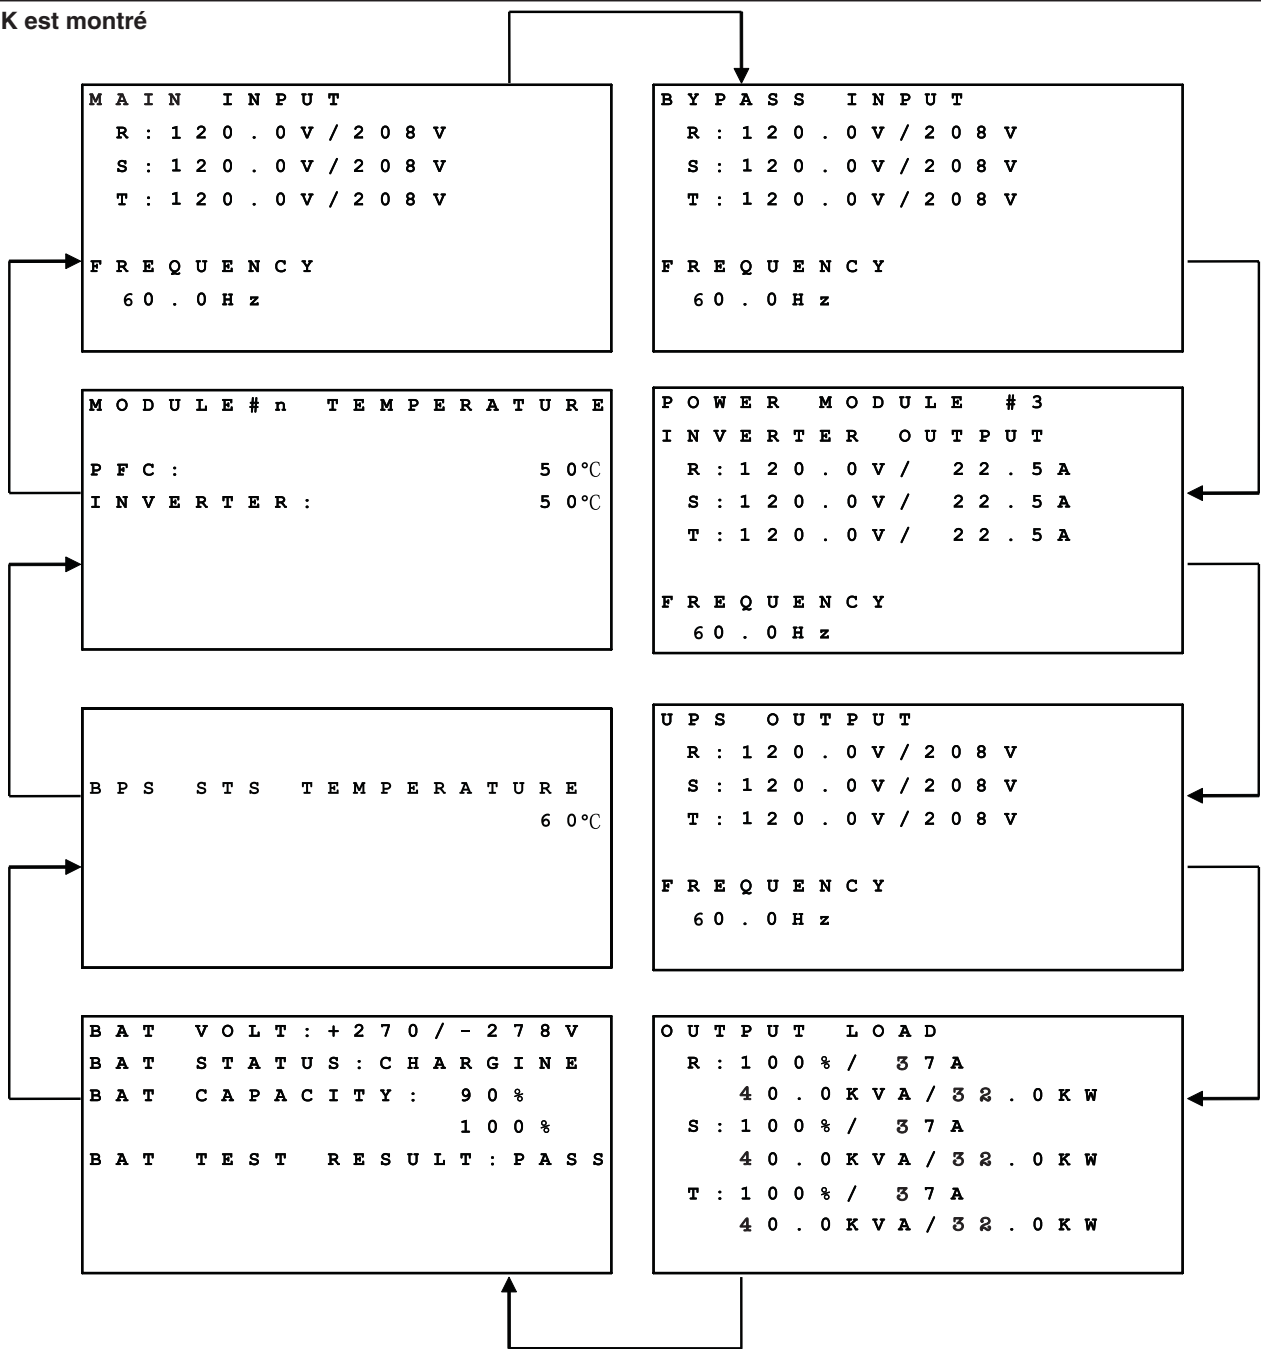 K est montré
MAIN INPUT
R:120.0V/208V
S:120.0V/208V
T:120.0V/208V
FREQUENCY
60.0Hz
BYPASS INPUT
R:120.0V/208V
S:120.0V/208V
T:120.0V/208V
FREQUENCY
60.0Hz
MODULE#n TEMPERATURE
PFC: 50℃
INVERTER: 50℃
POWER MODULE #3
INVERTER OUTPUT
R:120.0V/ 22.5A
S:120.0V/ 22.5A
T:120.0V/ 22.5A
FREQUENCY
60.0Hz
BPS STS TEMPERATURE
60℃
UPS OUTPUT
R:120.0V/208V
S:120.0V/208V
T:120.0V/208V
FREQUENCY
60.0Hz
BAT VOLT:+270/-278V
BAT STATUS:CHARGINE
BAT CAPACITY: 90%
100%
BAT TEST RESULT:PASS
OUTPUT LOAD
R:100%/ 37A
40.0KVA/32.0KW
S:100%/ 37A
40.0KVA/32.0KW
T:100%/ 37A
40.0KVA/32.0KW